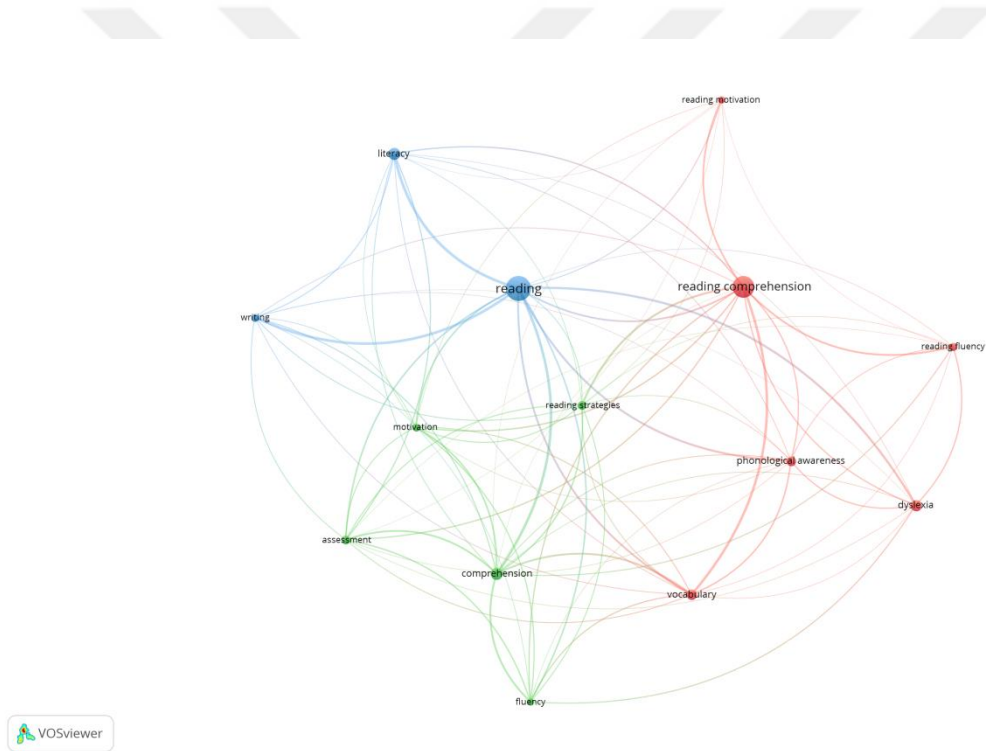 reading motivation
literacy
reading
reading comprehension
writing
reading fluency
reading strategies
motivation
phonological awareness
dyslexia
assessment
comprehension
vocabulary
fluency
VOSviewer